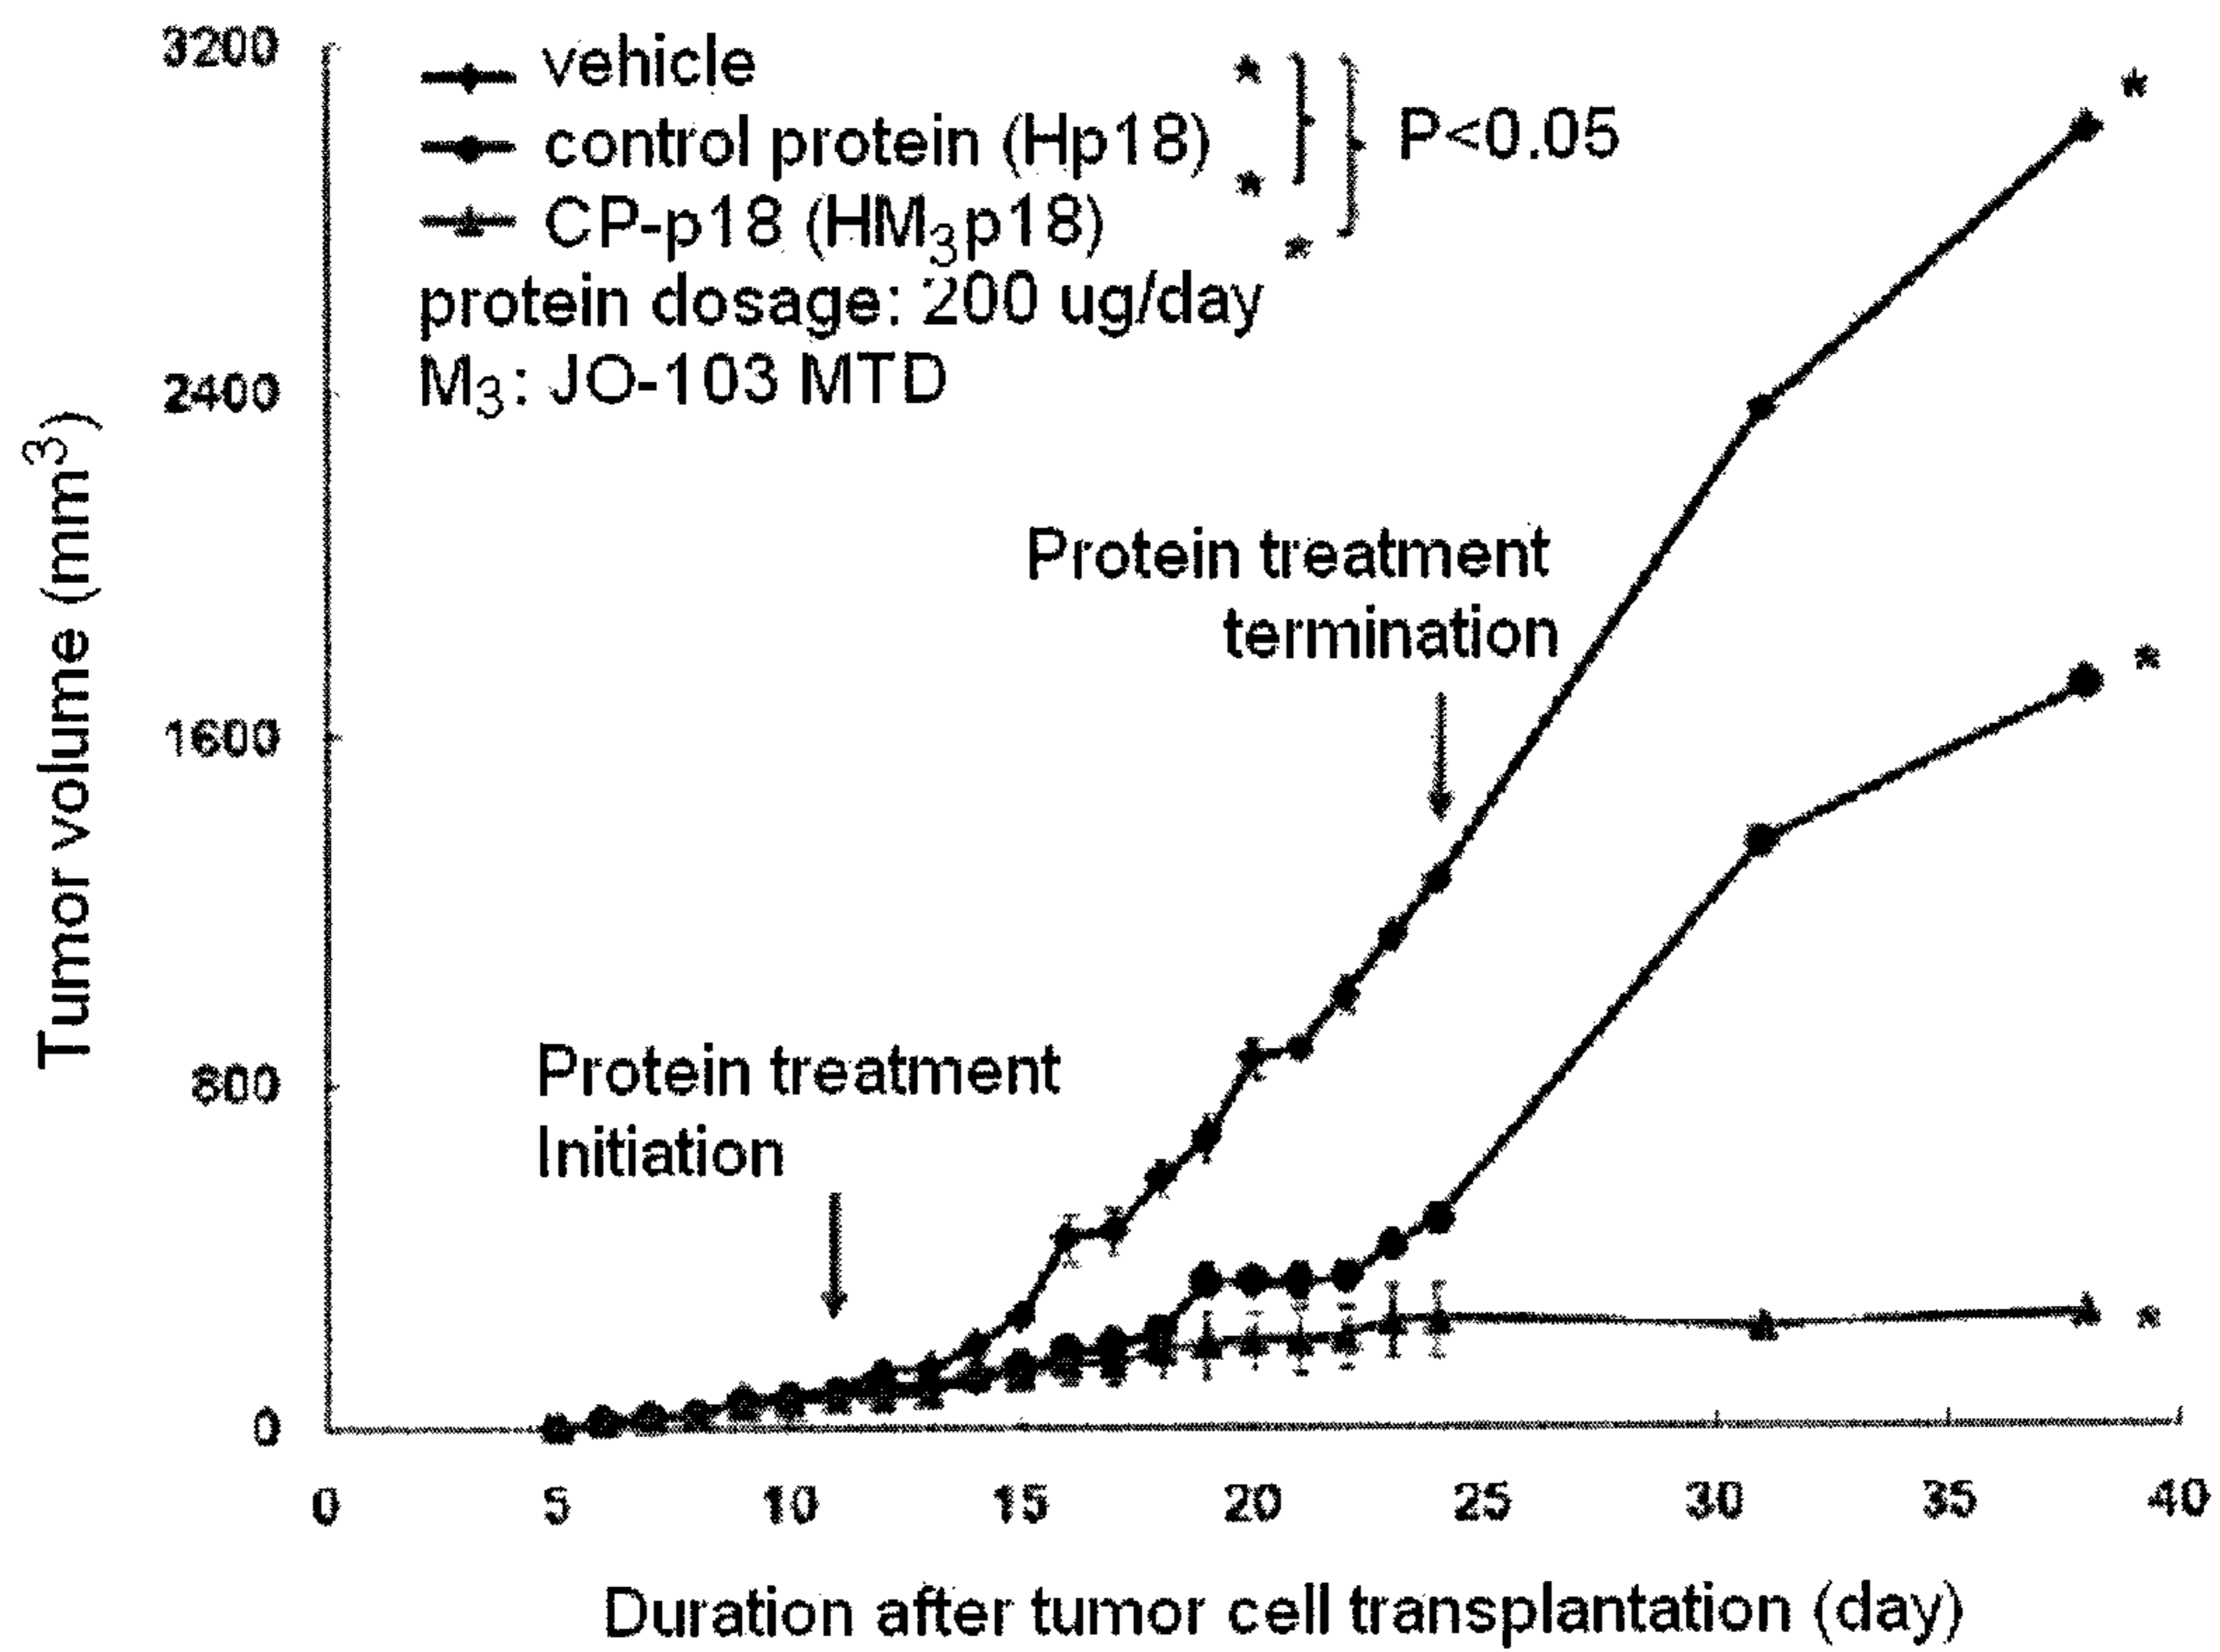 3200
2400
1600
800
0
Tumor volume (mm³)
vehicle *
control protein (Hp18) *
CP-p18 (HM₃p18) *
P<0.05
protein dosage: 200 ug/day
M₃: JO-103 MTD
Protein treatment
termination
Protein treatment
Initiation
*
*
*
0 5 10 15 20 25 30 35 40
Duration after tumor cell transplantation (day)